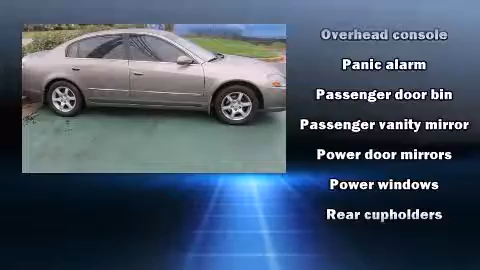 Overhead console
Panic alarm
Passenger door bin
Passenger vanity mirror
Power door mirrors
Power windows
Rear cupholders